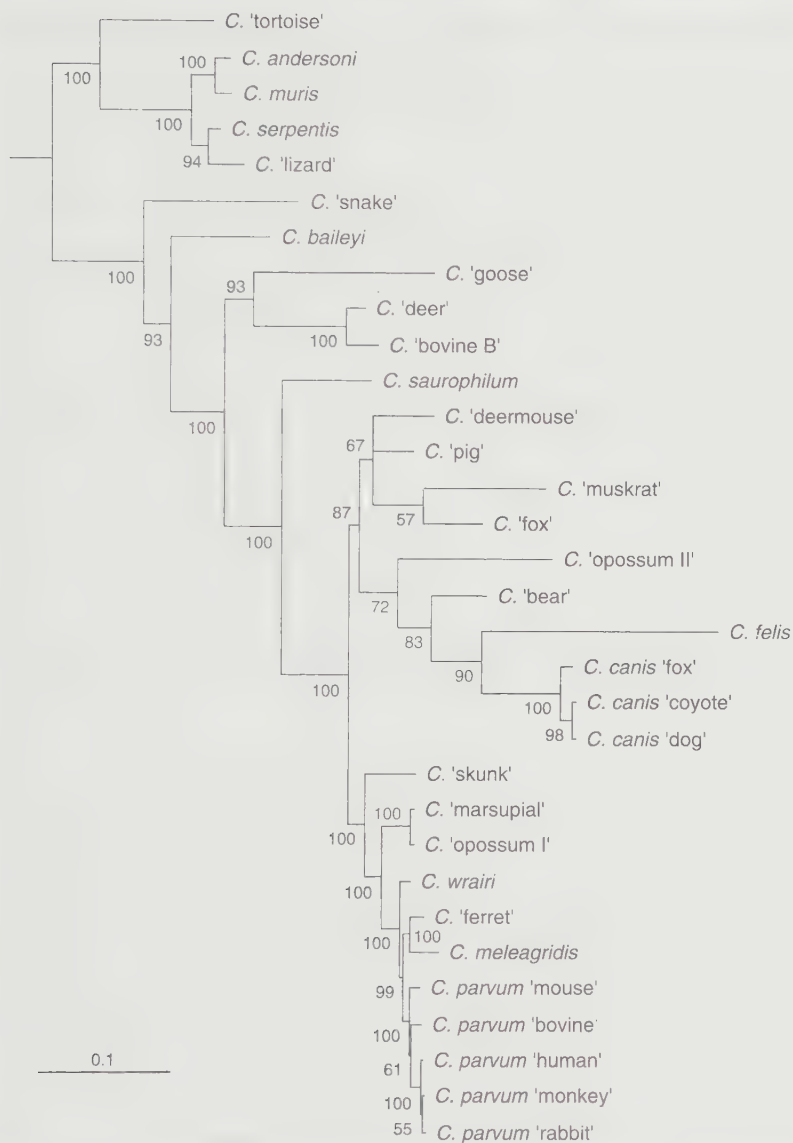 C. 'tortoise'
100 C. andersoni
100
C. muris
100
C. serpentis
94 C. 'lizard'
C. 'snake'
100
C. baileyi
93 C. 'goose'
C. 'deer'
93
100 C. 'bovine B'
C. saurophilum
100
C. 'deermouse'
67 C. 'pig'
C. 'muskrat'
87 57 C. 'fox'
100
C. 'opossum II'
72 C. 'bear'
83 C. felis
90 C. canis 'fox'
100
100 C. canis 'coyote'
98 C. canis 'dog'
C. 'skunk'
100 C. 'marsupial'
100
C. 'opossum I'
100
C. wrairi
C. 'ferret'
100 100
C. meleagridis
99 C. parvum 'mouse'
100 C. parvum 'bovine'
0.1 61 C. parvum 'human'
100 C. parvum 'monkey'
55 C. parvum 'rabbit'